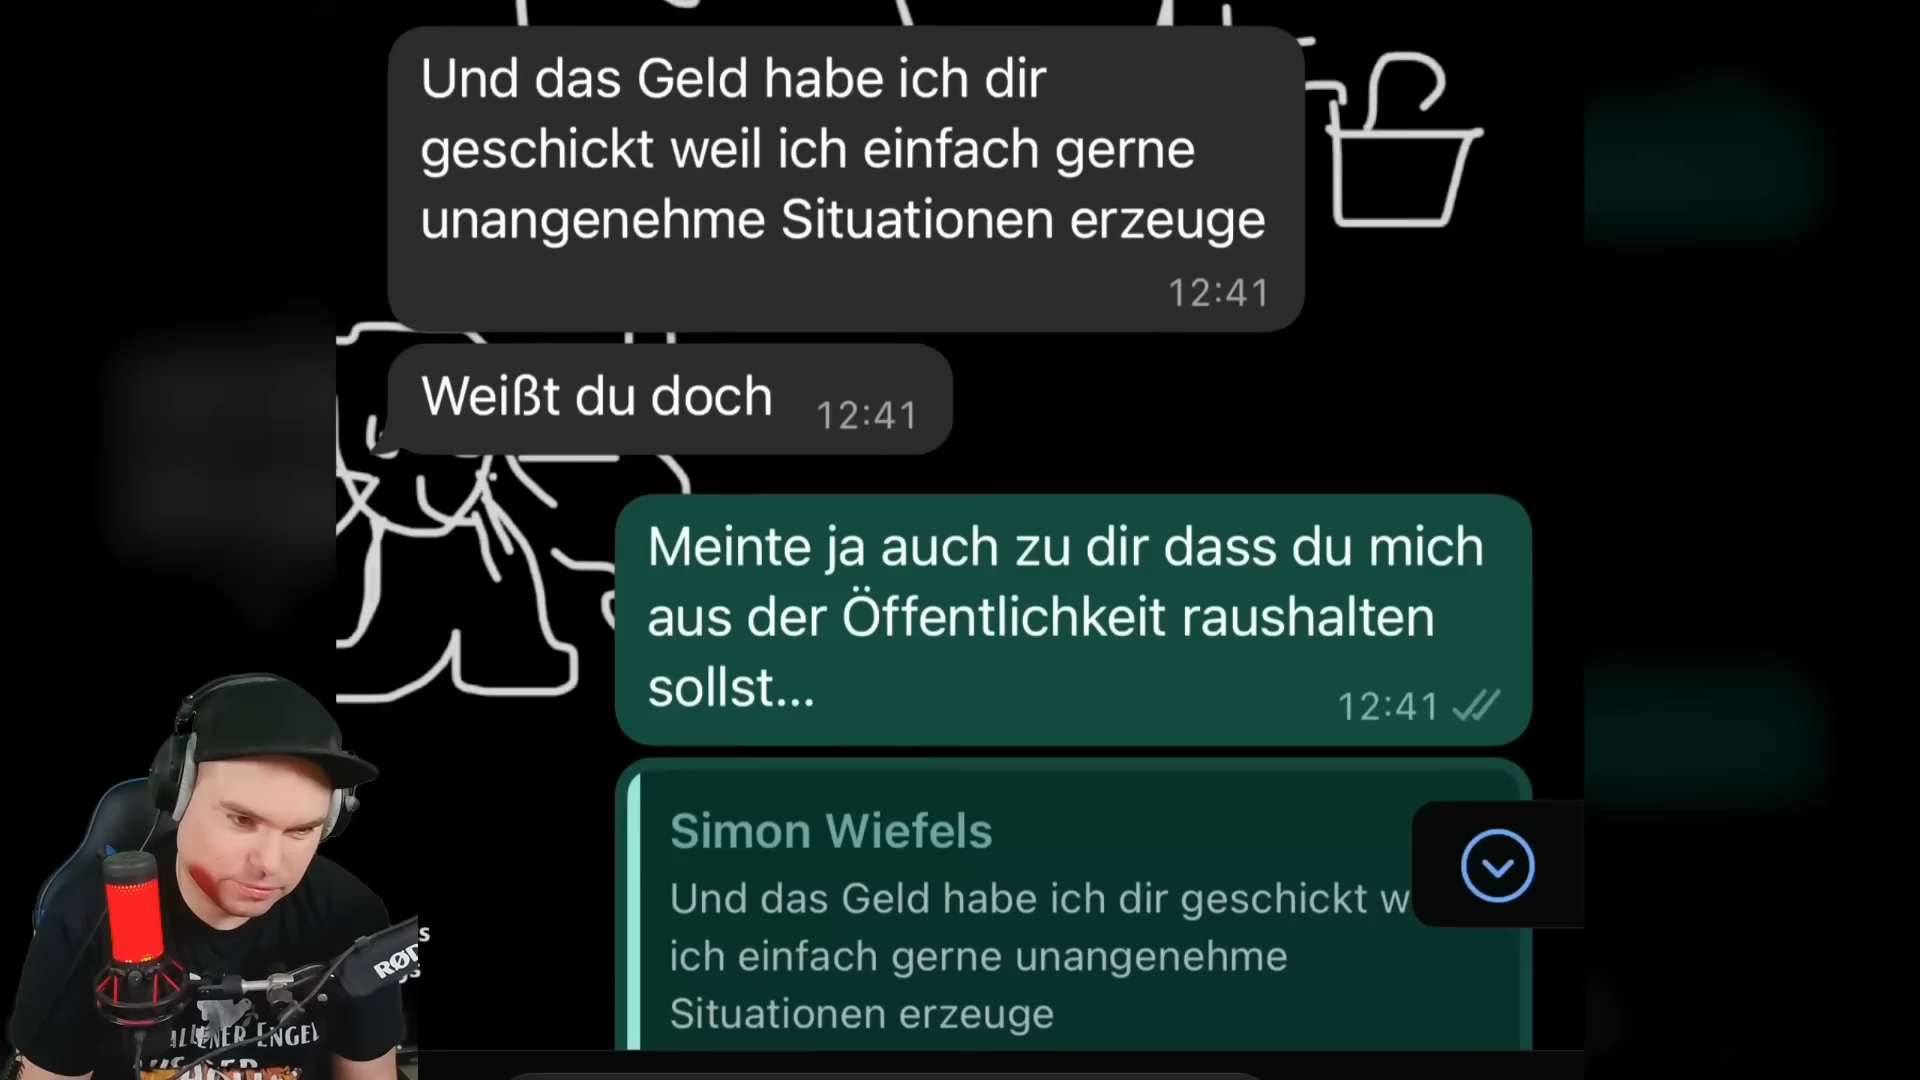 Und das Geld habe ich dir
geschickt weil ich einfach gerne
unangenehme Situationen erzeuge
12:41
Weißt du doch 12:41
Meinte ja auch zu dir dass du mich
aus der Öffentlichkeit raushalten
sollst...
12:41
Simon Wiefels
Und das Geld habe ich dir geschickt w
ich einfach gerne unangenehme
Situationen erzeuge
RØD
ENGEL